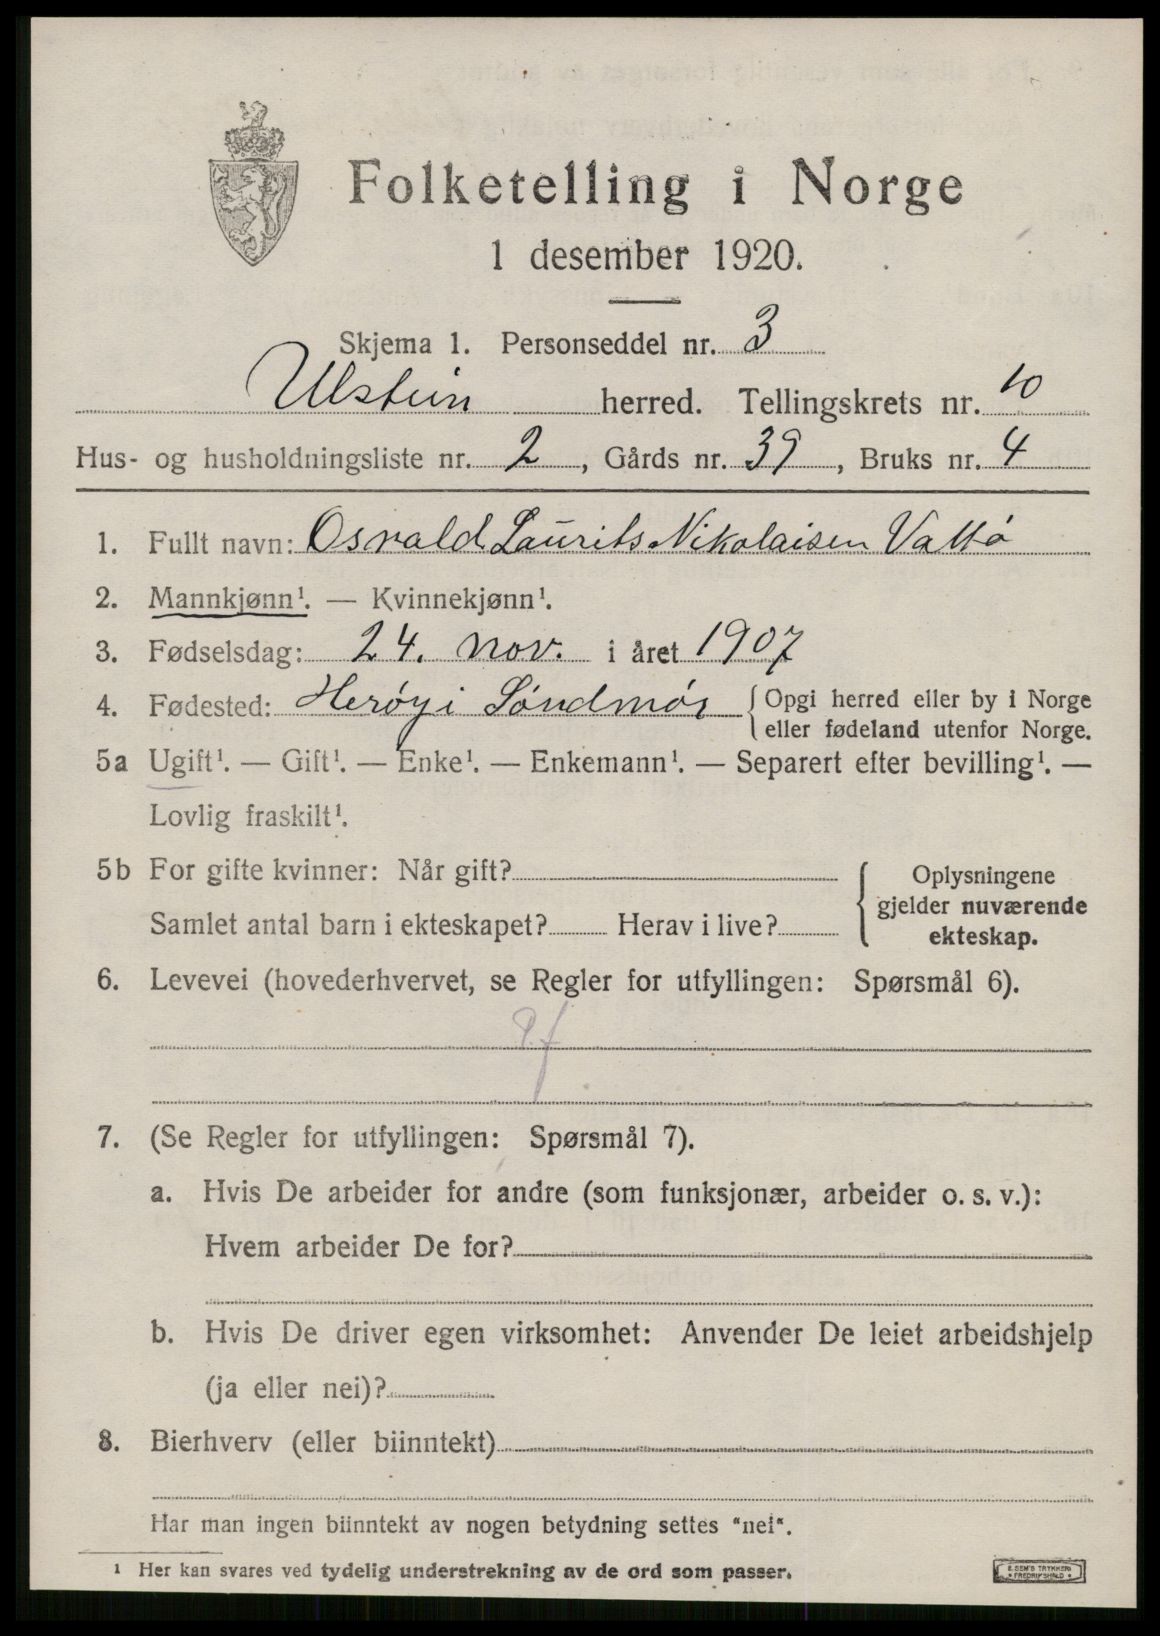 Folketelling i Norge
1 desember 1920.
Skjema 1. Personseddel nr. 3
Ulstein herred. Tellingskrets nr. 10
Hus- og husholdningsliste nr. 2, Gårds nr. 39, Bruks nr. 4
1. Fullt navn: Osvald Laurits Nikolaisen Vattø
2. Mannkjønn¹. — Kvinnekjønn¹.
3. Fødselsdag: 24. nov. i året 1907
4. Fødested: Herøy i Søndmør { Opgi herred eller by i Norge
eller fødeland utenfor Norge.
5a Ugift¹. — Gift¹. — Enke¹. — Enkemann¹. — Separert efter bevilling¹. —
Lovlig fraskilt¹.
5b For gifte kvinner: Når gift?
Samlet antal barn i ekteskapet? Herav i live?
{ Oplysningene
gjelder nuværende
ekteskap.
6. Levevei (hovederhvervet, se Regler for utfyllingen: Spørsmål 6).
7. (Se Regler for utfyllingen: Spørsmål 7).
a. Hvis De arbeider for andre (som funksjonær, arbeider o. s. v.):
Hvem arbeider De for?
b. Hvis De driver egen virksomhet: Anvender De leiet arbeidshjelp
(ja eller nei)?
8. Bierhverv (eller biinntekt)
Har man ingen biinntekt av nogen betydning settes "nei".
¹ Her kan svares ved tydelig understrekning av de ord som passer.
E. SEM'S TRYKKERI
FREDRIKSHALD